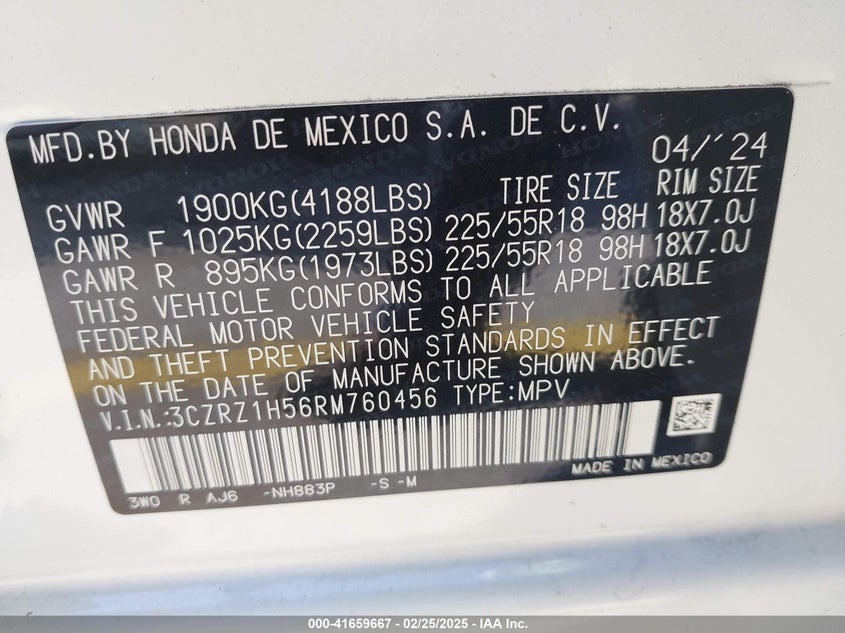 MFD.BY HONDA DE MEXICO S.A. DE C.V.
04/'24
TIRE SIZE RIM SIZE
GVWR 1900KG(4188LBS)
GAWR F 1025KG(2259LBS) 225/55R18 98H 18X7.0J
GAWR R 895KG(1973LBS) 225/55R18 98H 18X7.0J
THIS VEHICLE CONFORMS TO ALL APPLICABLE
FEDERAL MOTOR VEHICLE SAFETY
AND THEFT PREVENTION STANDARDS IN EFFECT
ON THE DATE OF MANUFACTURE SHOWN ABOVE.
V.I.N.:3CZRZ1H56RM760456 TYPE:MPV
3W0 R AJ6 -NH883P -S -M
MADE IN MEXICO
000-41659667 - 02/25/2025 - IAA Inc.